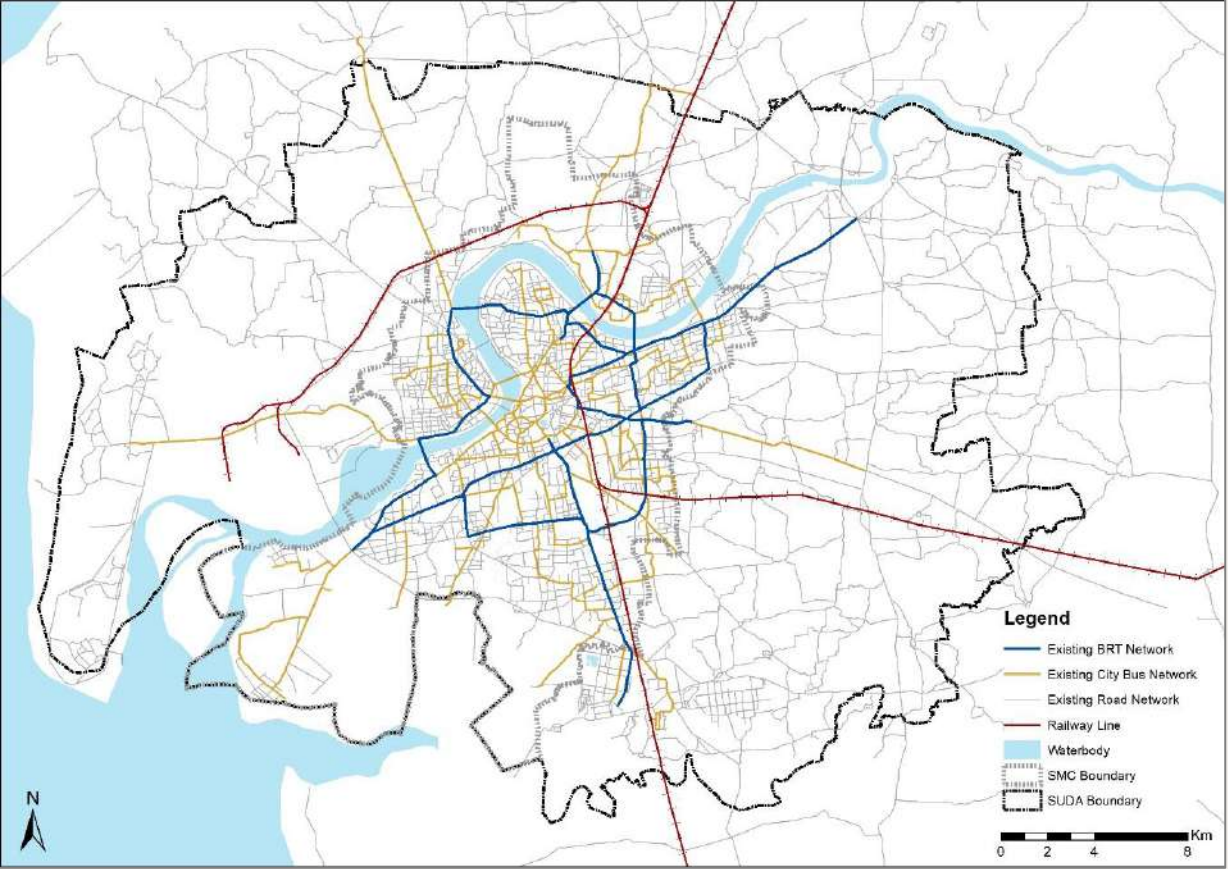 Legend
Existing BRT Network
Existing City Bus Network
Existing Road Network
Railway Line
Waterbody
SMC Boundary
SUDA Boundary
N
Km
0 2 4 8